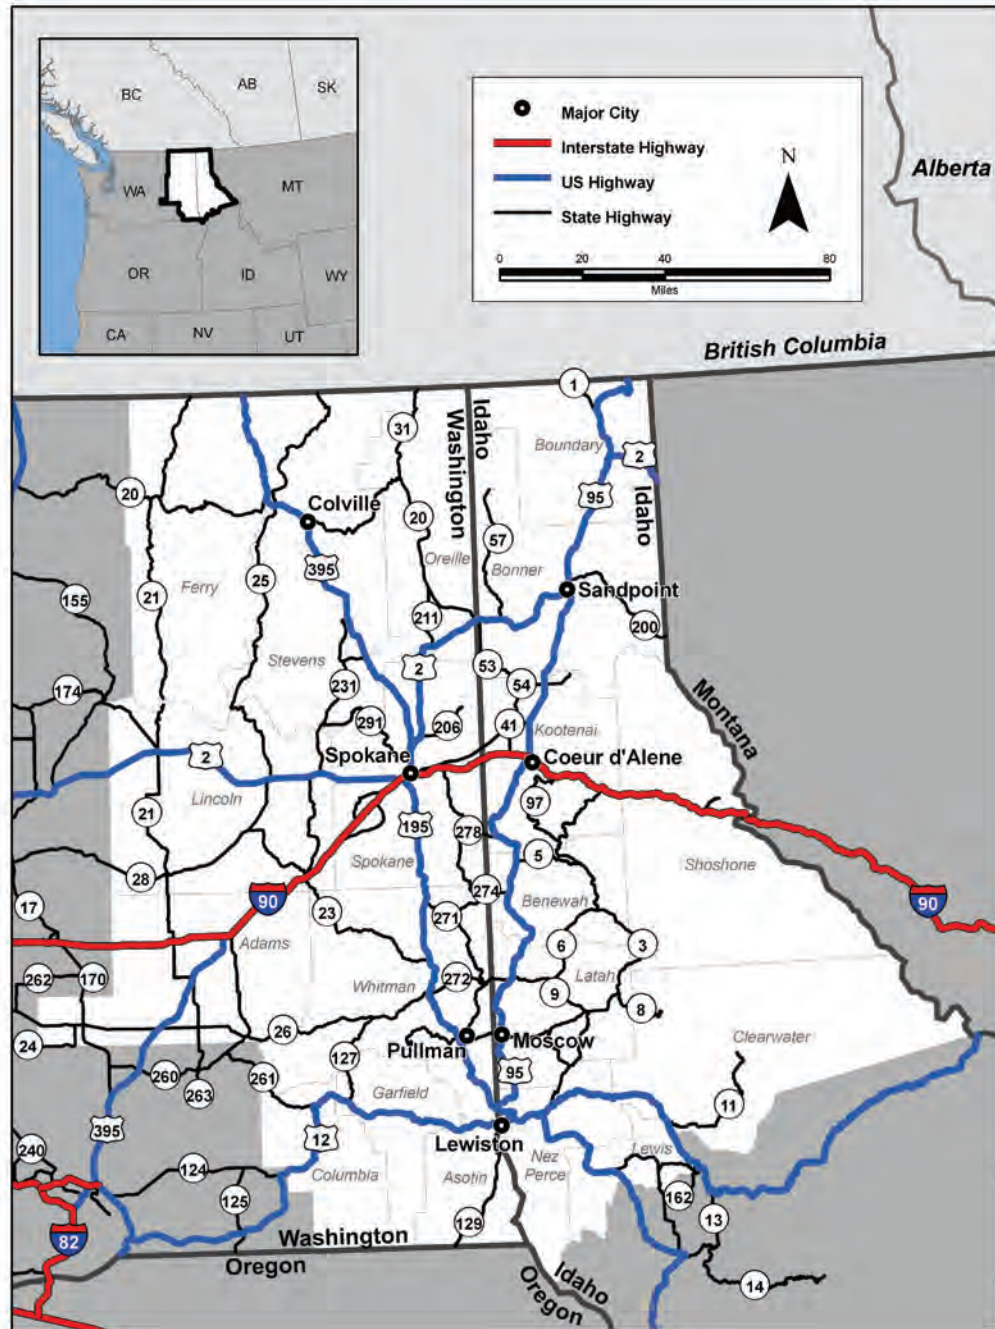 BC
AB
SK
WA
MT
OR
ID
WY
CA
NV
UT
Major City
Interstate Highway
US Highway
State Highway
N
0
20
40
80
Miles
Alberta
British Columbia
Washington
Idaho
1
Boundary
2
95
Idaho
31
20
Colville
20
Oreille
57
Bonner
395
Ferry
25
21
155
Sandpoint
211
200
Stevens
2
53
54
231
174
291
206
41
Kootenai
Montana
2
Spokane
Coeur d'Alene
Lincoln
97
21
195
278
5
Spokane
Shoshone
28
90
274
Benewah
90
17
23
271
Adams
6
3
262
170
272
Whitman
9
Latah
8
26
24
Pullman
Moscow
Clearwater
127
260
261
263
95
Garfield
11
395
12
Lewiston
Lewis
240
124
Columbia
Asotin
Nez
Perce
125
162
129
13
82
Washington
Oregon
Idaho
Oregon
14